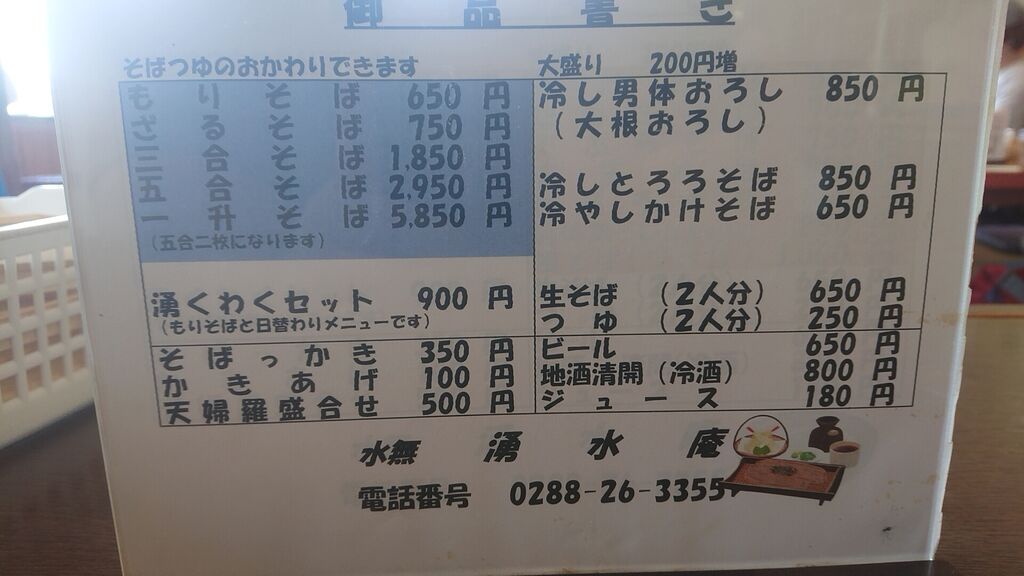 御品書き
そばつゆのおかわりできます
大盛り 200円増
もりそば 650円
ざるそば 750円
三合そば 1,850円
五合そば 2,950円
一升そば 5,850円
(五合二枚になります)
湧くわくセット 900円
(もりそばと日替わりメニューです)
冷し男体おろし 850円
(大根おろし)
冷しとろろそば 850円
冷やしかけそば 650円
生そば (2人分) 650円
つゆ (2人分) 250円
そばっかき 350円
かきあげ 100円
天婦羅盛合せ 500円
ビール 650円
地酒清開(冷酒) 800円
ジュース 180円
水無 湧水庵
電話番号 0288-26-3355